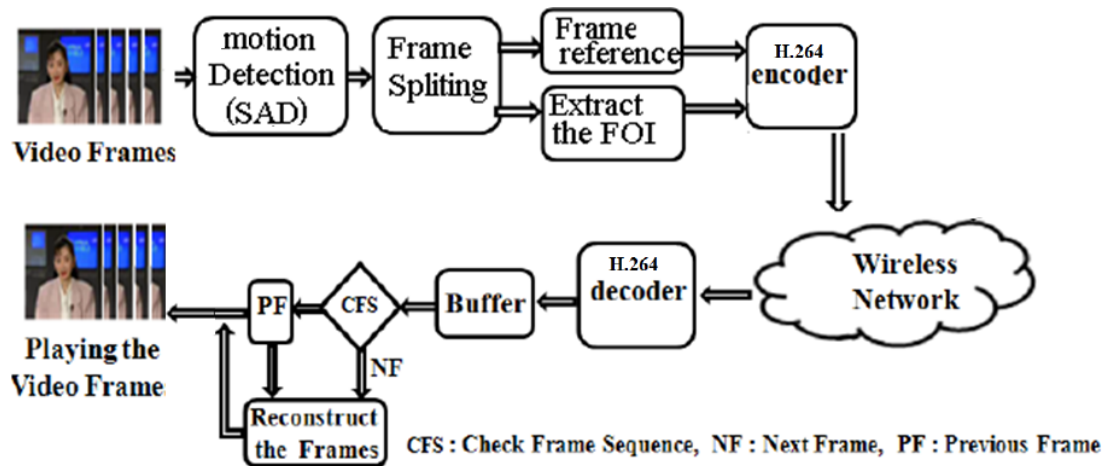 motion
Detection
(SAD)
Frame
Spliting
Frame
reference
Extract
the FOI
H.264
encoder
Video Frames
Wireless
Network
H.264
decoder
Buffer
CFS
PF
NF
Reconstruct
the Frames
Playing the
Video Frame
CFS : Check Frame Sequence, NF : Next Frame, PF : Previous Frame